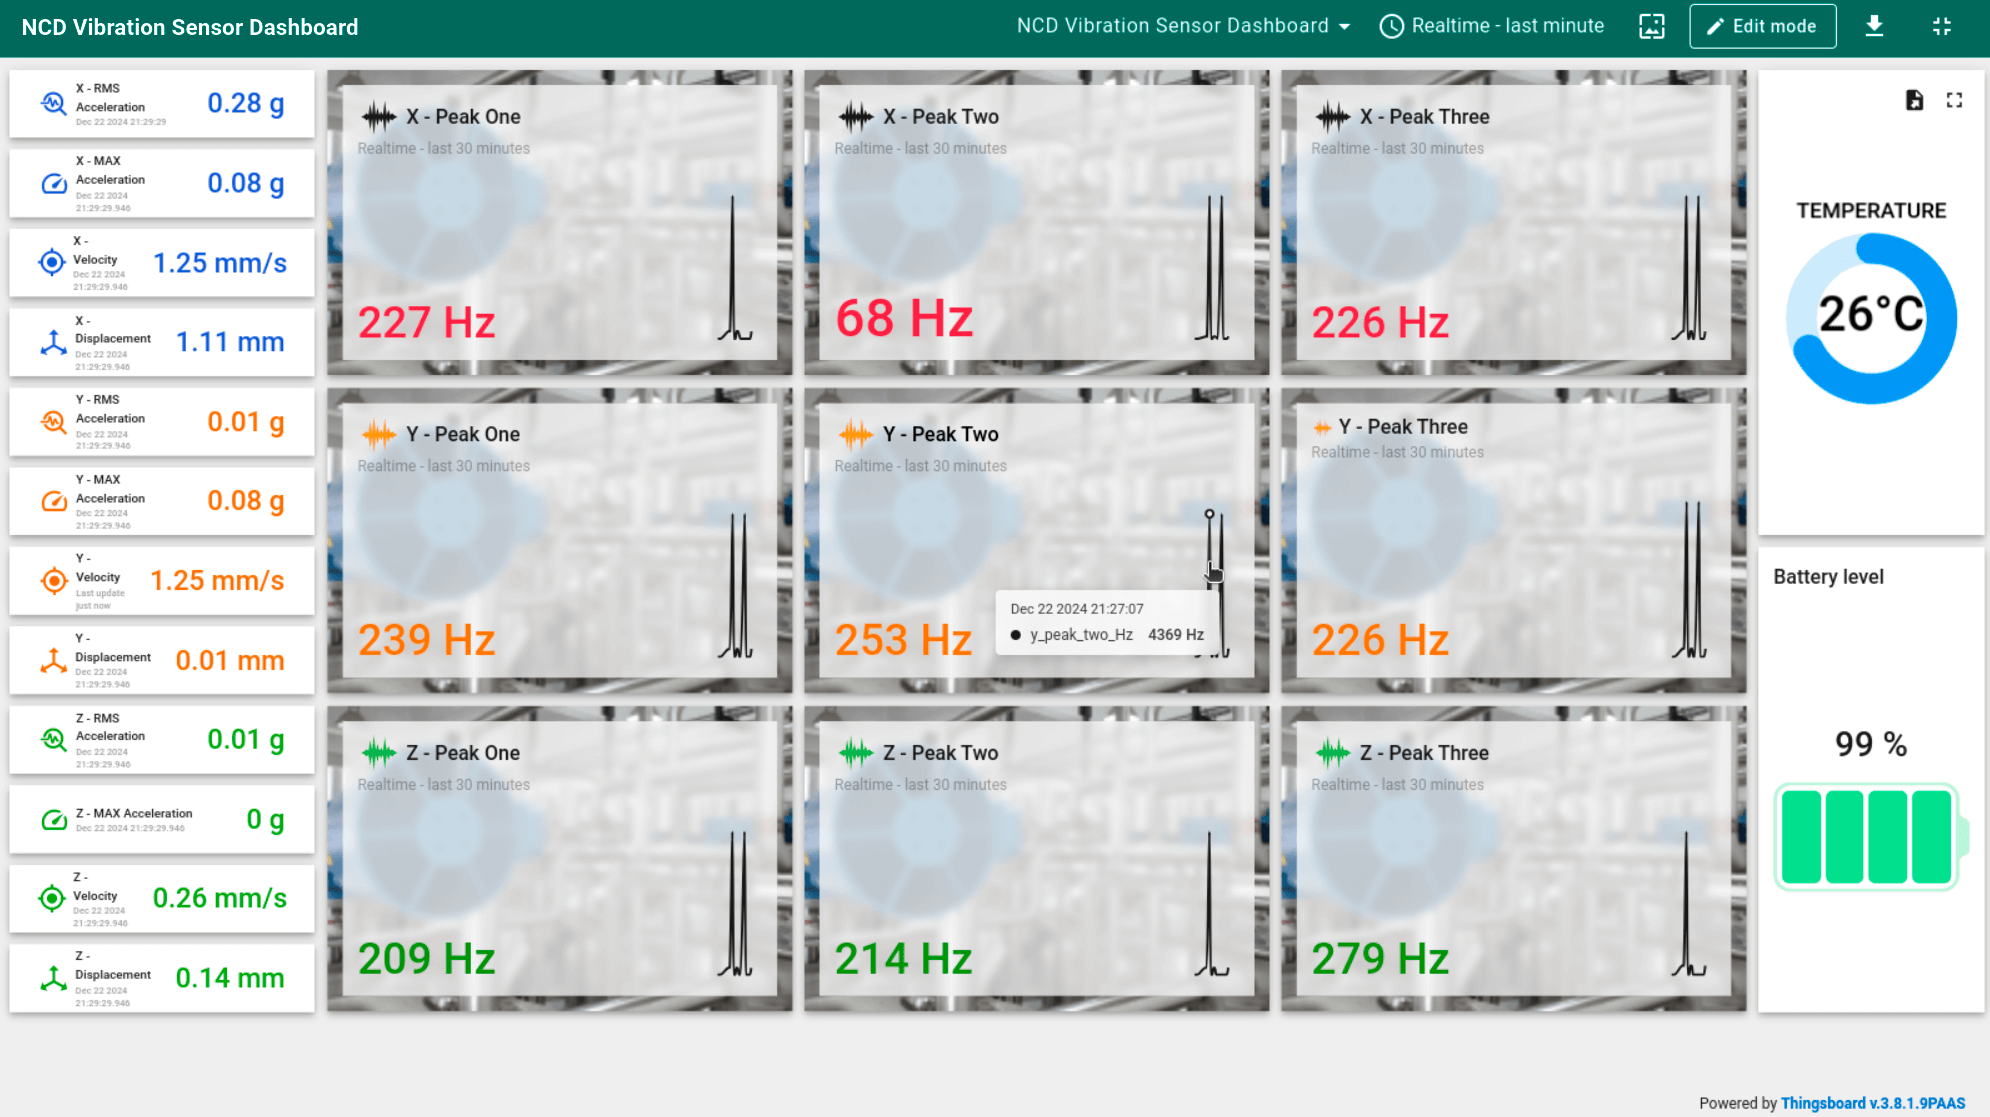 NCD Vibration Sensor Dashboard
NCD Vibration Sensor Dashboard
Realtime - last minute
Edit mode
X - RMS
Acceleration
Dec 22 2024 21:29:29
0.28 g
X - MAX
Acceleration
Dec 22 2024
21:29:29.946
0.08 g
X -
Velocity
Dec 22 2024
21:29:29.946
1.25 mm/s
X -
Displacement
Dec 22 2024
21:29:29.946
1.11 mm
Y - RMS
Acceleration
Dec 22 2024
21:29:29.946
0.01 g
Y - MAX
Acceleration
Dec 22 2024
21:29:29.946
0.08 g
Y -
Velocity
Last update
just now
1.25 mm/s
Y -
Displacement
Dec 22 2024
21:29:29.946
0.01 mm
Z - RMS
Acceleration
Dec 22 2024
21:29:29.946
0.01 g
Z - MAX Acceleration
Dec 22 2024 21:29:29.946
0 g
Z -
Velocity
Dec 22 2024
21:29:29.946
0.26 mm/s
Z -
Displacement
Dec 22 2024
21:29:29.946
0.14 mm
X - Peak One
Realtime - last 30 minutes
227 Hz
X - Peak Two
Realtime - last 30 minutes
68 Hz
X - Peak Three
Realtime - last 30 minutes
226 Hz
Y - Peak One
Realtime - last 30 minutes
239 Hz
Y - Peak Two
Realtime - last 30 minutes
253 Hz
Dec 22 2024 21:27:07
y_peak_two_Hz 4369 Hz
Y - Peak Three
Realtime - last 30 minutes
226 Hz
Z - Peak One
Realtime - last 30 minutes
209 Hz
Z - Peak Two
Realtime - last 30 minutes
214 Hz
Z - Peak Three
Realtime - last 30 minutes
279 Hz
TEMPERATURE
26°C
Battery level
99 %
Powered by Thingsboard v.3.8.1.9PAAS